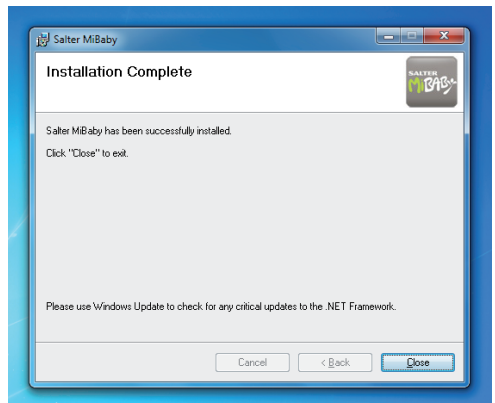 Salter MiBaby
Installation Complete
SALTER
MiBABY
Salter MiBaby has been successfully installed.
Click "Close" to exit.
Please use Windows Update to check for any critical updates to the .NET Framework.
Cancel
< Back
Close